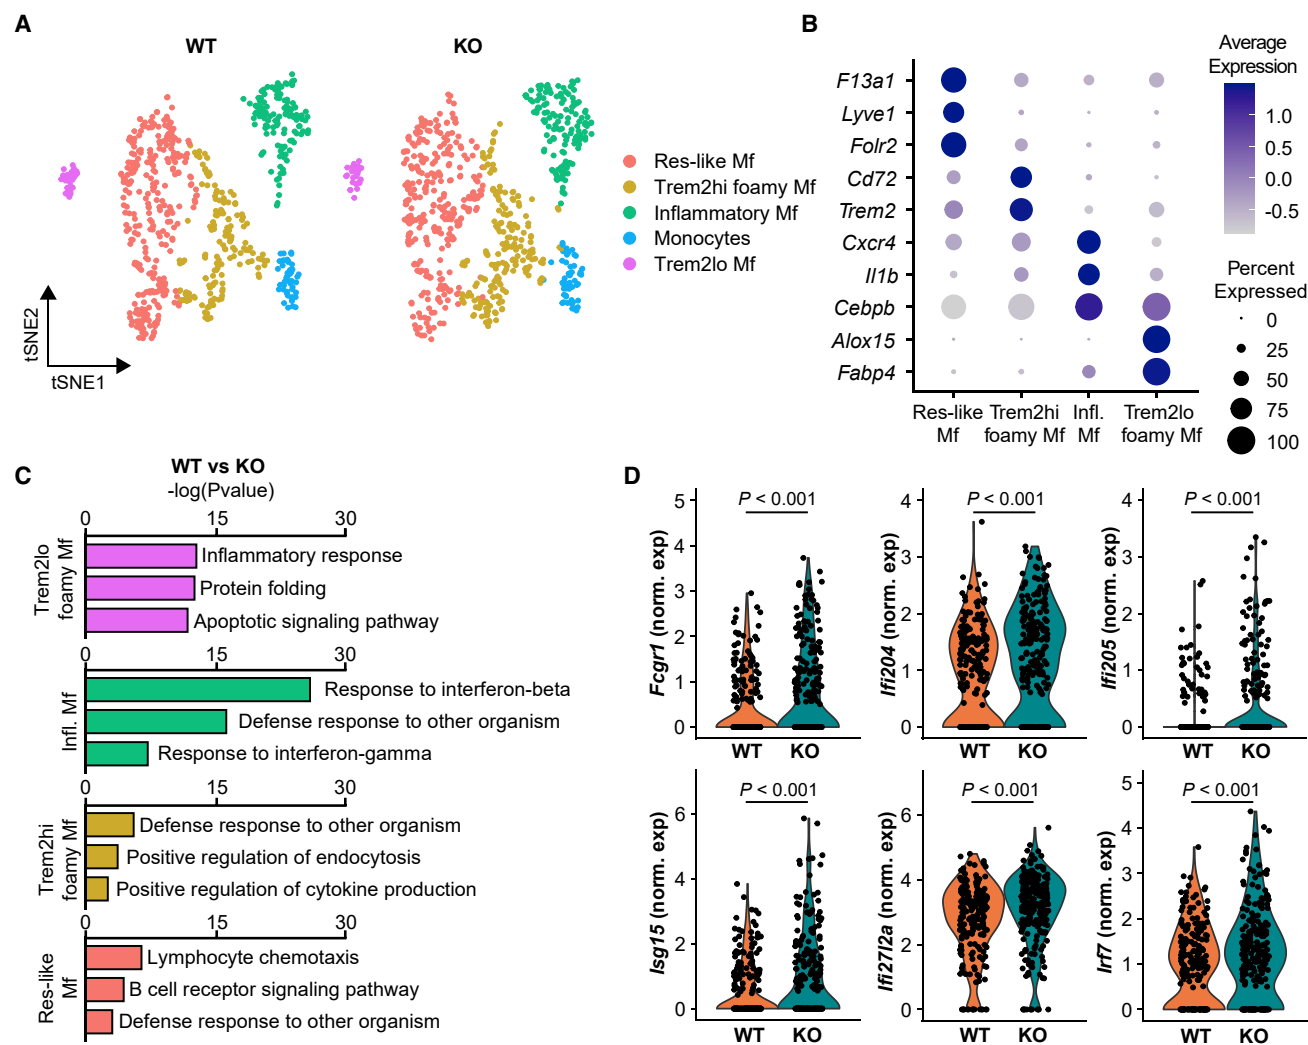 A
WT
KO
Res-like Mf
Trem2hi foamy Mf
Inflammatory Mf
Monocytes
Trem2lo Mf
tSNE2
tSNE1
B
F13a1
Lyve1
Folr2
Cd72
Trem2
Cxcr4
Il1b
Cebpb
Alox15
Fabp4
Res-like Mf
Trem2hi foamy Mf
Infl. Mf
Trem2lo foamy Mf
Average
Expression
1.0
0.5
0.0
-0.5
Percent
Expressed
0
25
50
75
100
C
WT vs KO
-log(Pvalue)
0 15 30
Trem2lo
foamy Mf
Inflammatory response
Protein folding
Apoptotic signaling pathway
0 15 30
Infl. Mf
Response to interferon-beta
Defense response to other organism
Response to interferon-gamma
0 15 30
Trem2hi
foamy Mf
Defense response to other organism
Positive regulation of endocytosis
Positive regulation of cytokine production
0 15 30
Res-like
Mf
Lymphocyte chemotaxis
B cell receptor signaling pathway
Defense response to other organism
D
Fcgr1 (norm. exp)
5
4
3
2
1
0
P < 0.001
WT KO
Ifi204 (norm. exp)
4
3
2
1
0
P < 0.001
WT KO
Ifi205 (norm. exp)
4
3
2
1
0
P < 0.001
WT KO
Isg15 (norm. exp)
6
4
2
0
P < 0.001
WT KO
Ifi27l2a (norm. exp)
6
4
2
0
P < 0.001
WT KO
Irf7 (norm. exp)
5
4
3
2
1
0
P < 0.001
WT KO